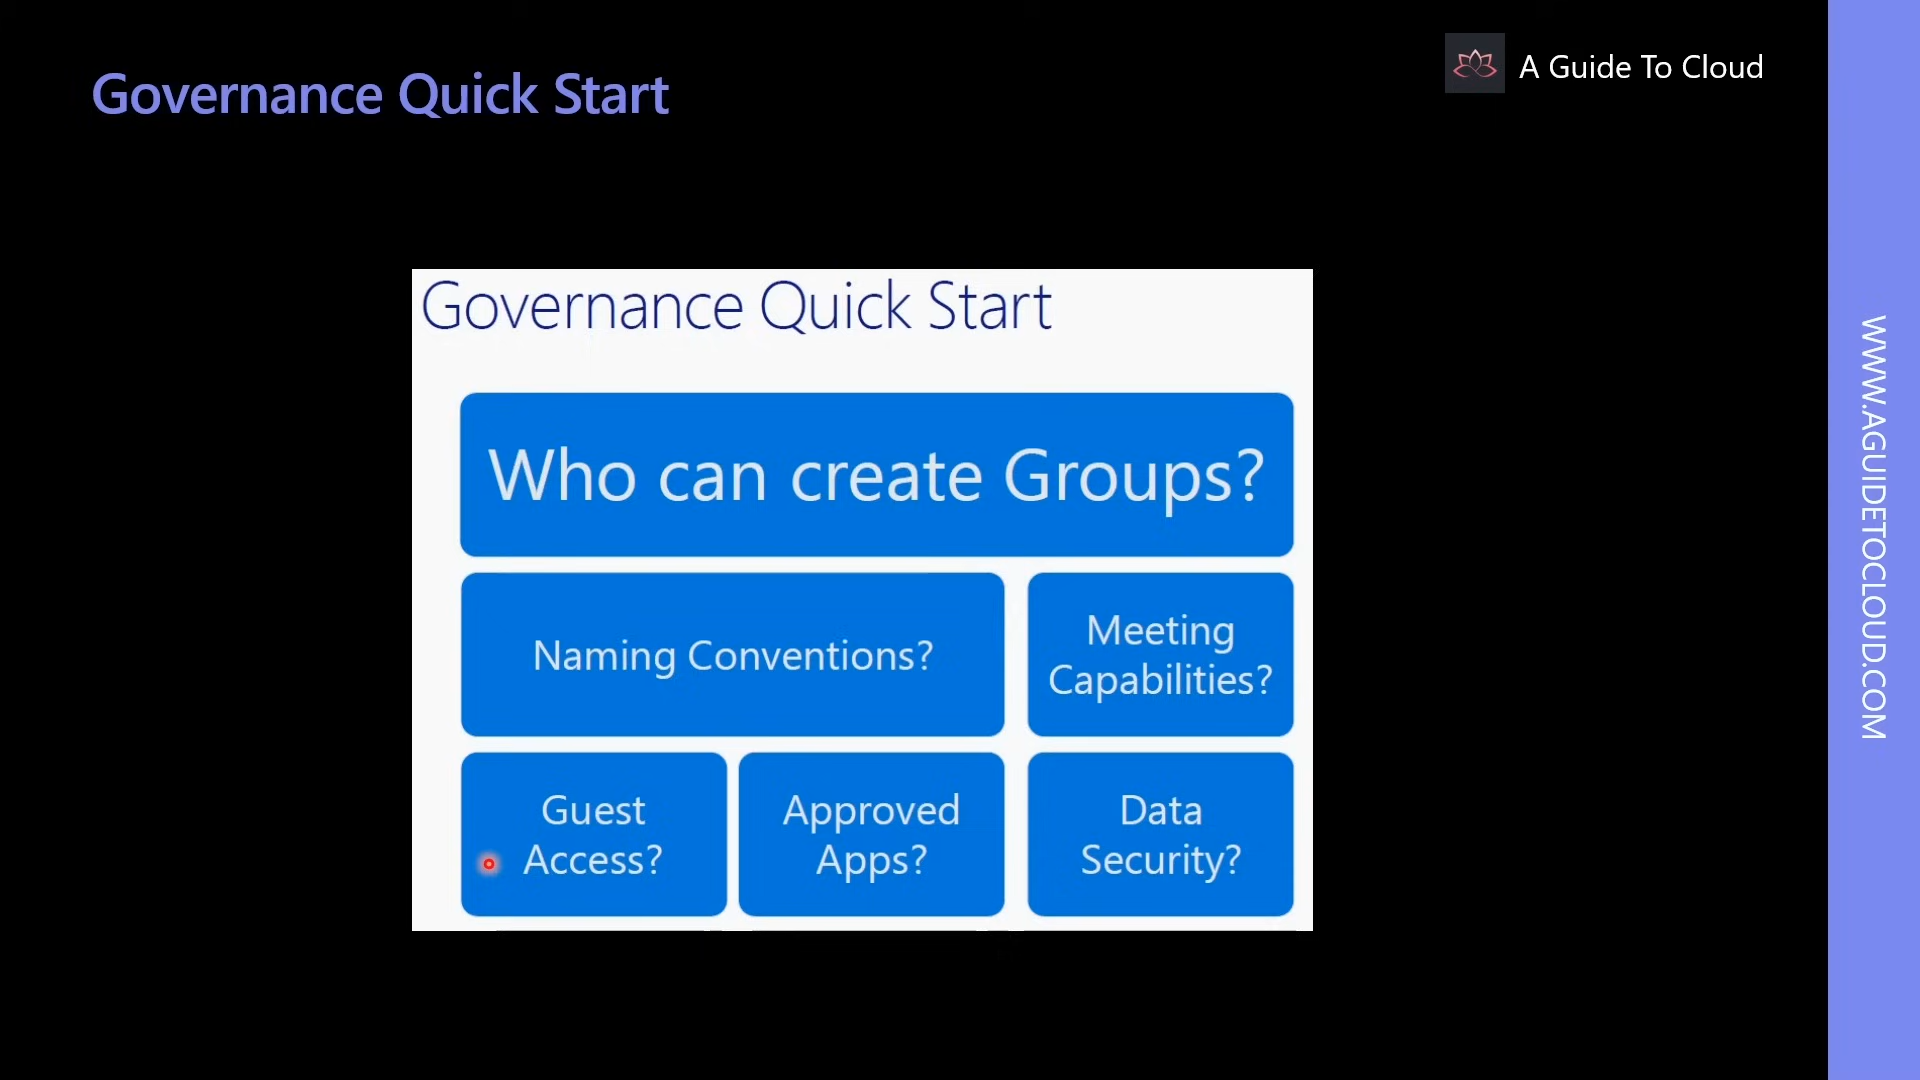 Governance Quick Start
A Guide To Cloud
Governance Quick Start
Who can create Groups?
Naming Conventions?
Meeting
Capabilities?
Guest
Access?
Approved
Apps?
Data
Security?
WWW.AGUIDETOCLOUD.COM